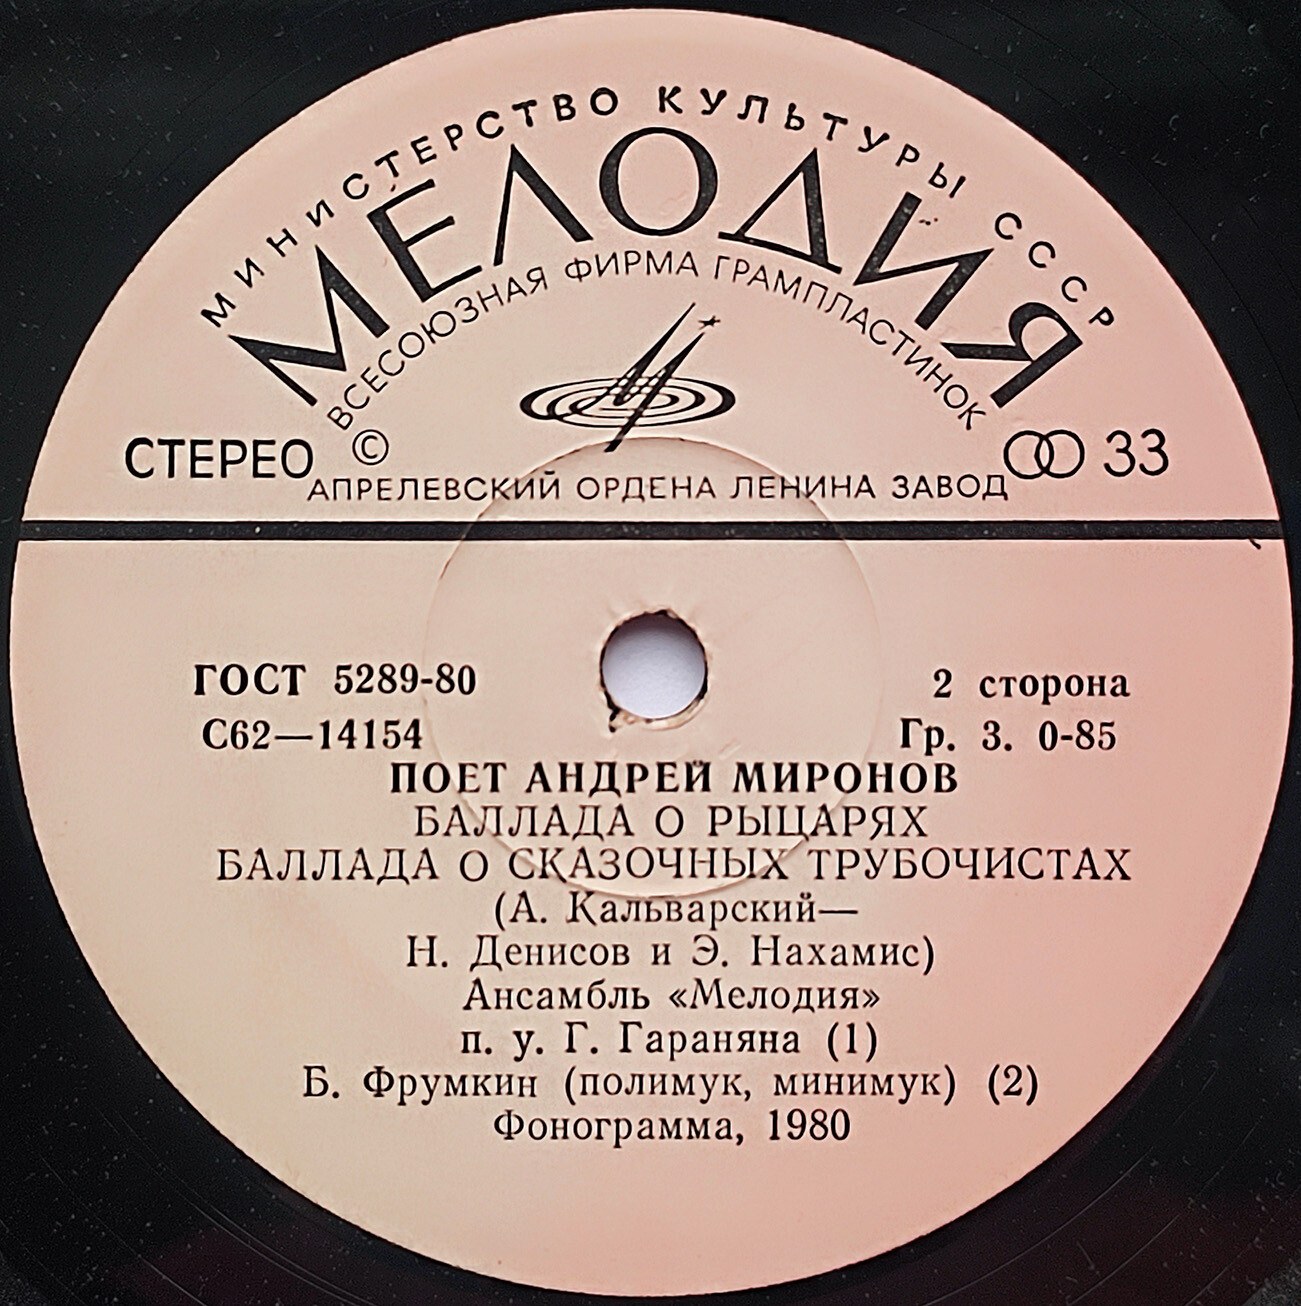 МИНИСТЕРСТВО КУЛЬТУРЫ СССР
МЕЛОДИЯ
ВСЕСОЮЗНАЯ ФИРМА ГРАМПЛАСТИНОК
СТЕРЕО © 33
АПРЕЛЕВСКИЙ ОРДЕНА ЛЕНИНА ЗАВОД
ГОСТ 5289-80 2 сторона
С62—14154 Гр. 3. 0-85
ПОЕТ АНДРЕЙ МИРОНОВ
БАЛЛАДА О РЫЦАРЯХ
БАЛЛАДА О СКАЗОЧНЫХ ТРУБОЧИСТАХ
(А. Кальварский—
Н. Денисов и Э. Нахамис)
Ансамбль «Мелодия»
п. у. Г. Гараняна (1)
Б. Фрумкин (полимук, минимук) (2)
Фонограмма, 1980